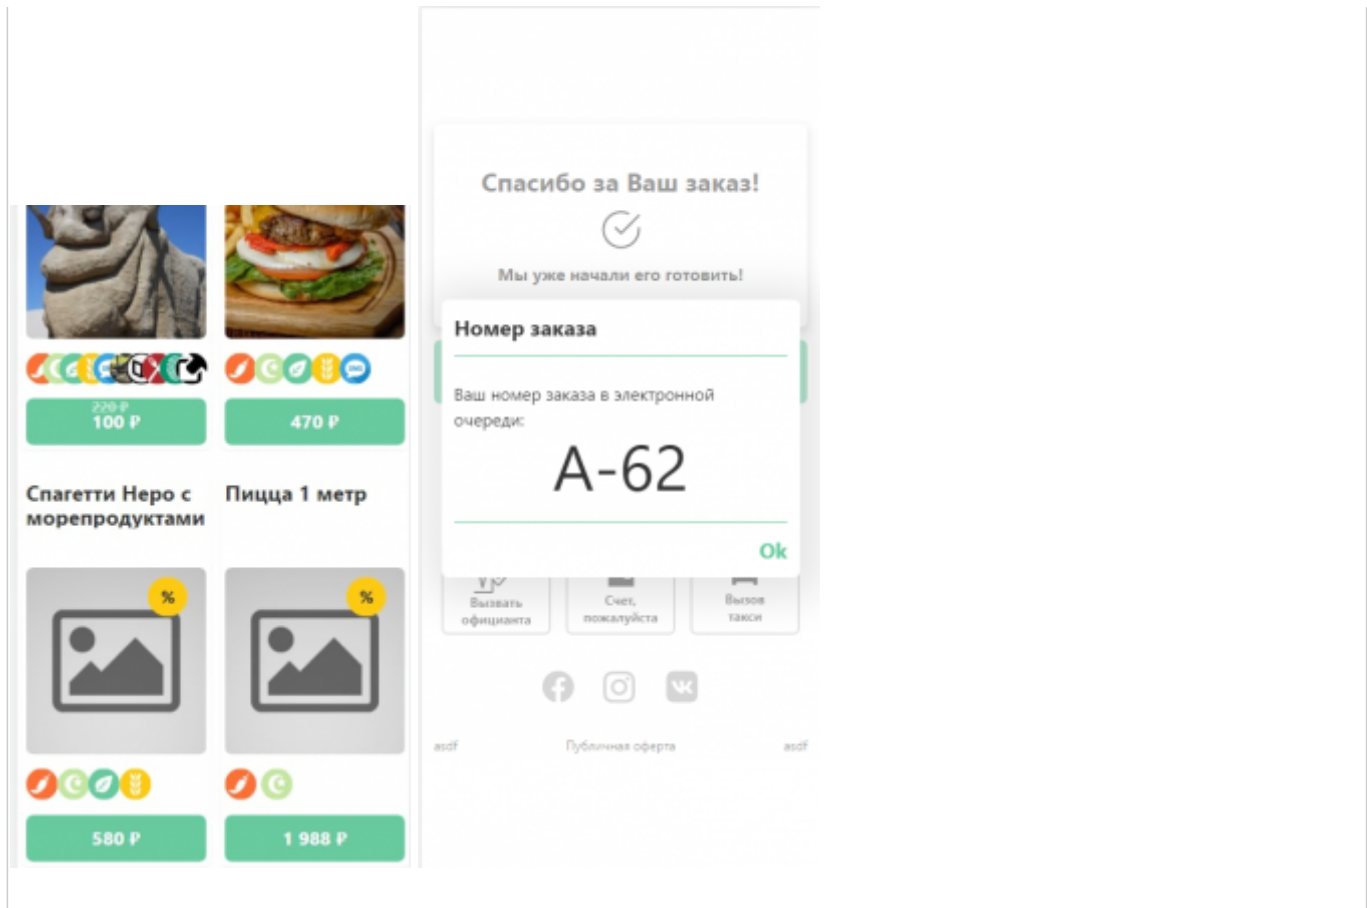 220 ₽
100 ₽
470 ₽
Спагетти Неро с
морепродуктами
Пицца 1 метр
%
%
580 ₽
1 988 ₽
Спасибо за Ваш заказ!
Мы уже начали его готовить!
Номер заказа
Ваш номер заказа в электронной
очереди:
A-62
Ok
Вызвать
официанта
Счет,
пожалуйста
Вызов
такси
asdf
Публичная оферта
asdf